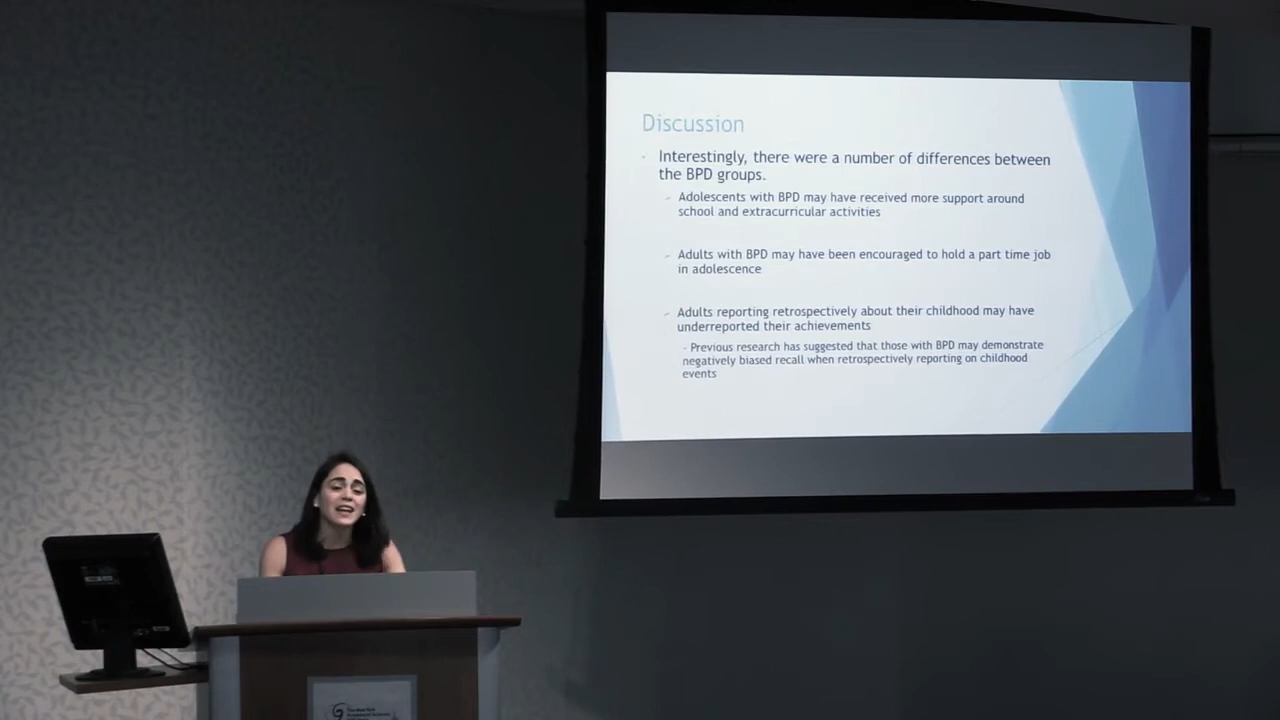 Discussion
Interestingly, there were a number of differences between
the BPD groups.
Adolescents with BPD may have received more support around
school and extracurricular activities
Adults with BPD may have been encouraged to hold a part time job
in adolescence
Adults reporting retrospectively about their childhood may have
underreported their achievements
- Previous research has suggested that those with BPD may demonstrate
negatively biased recall when retrospectively reporting on childhood
events